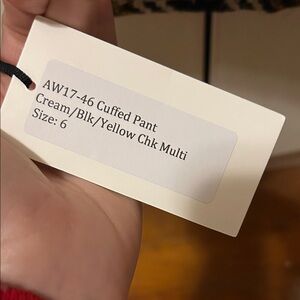 AW17-46 Cuffed Pant
Cream/Blk/Yellow Chk Multi
Size: 6